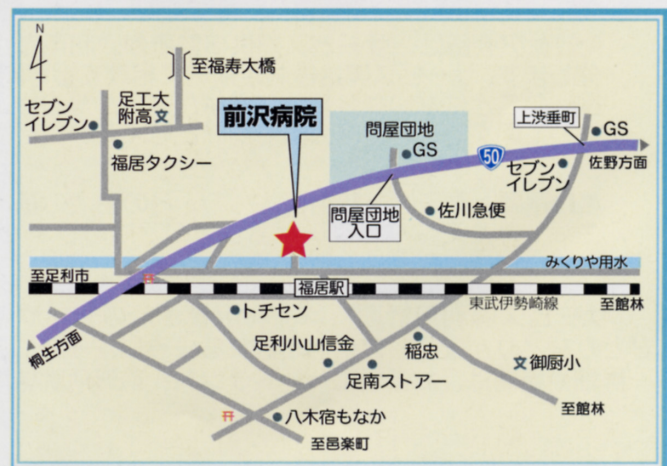 N
至福寿大橋
セブン
イレブン
足工大
附高
文
福居タクシー
前沢病院
問屋団地
GS
50
上渋垂町
GS
佐野方面
セブン
イレブン
問屋団地
入口
佐川急便
みくりや用水
至足利市
福居駅
東武伊勢崎線
至館林
トチセン
桐生方面
足利小山信金
稲忠
足南ストアー
文
御厨小
至館林
八木宿もなか
至邑楽町